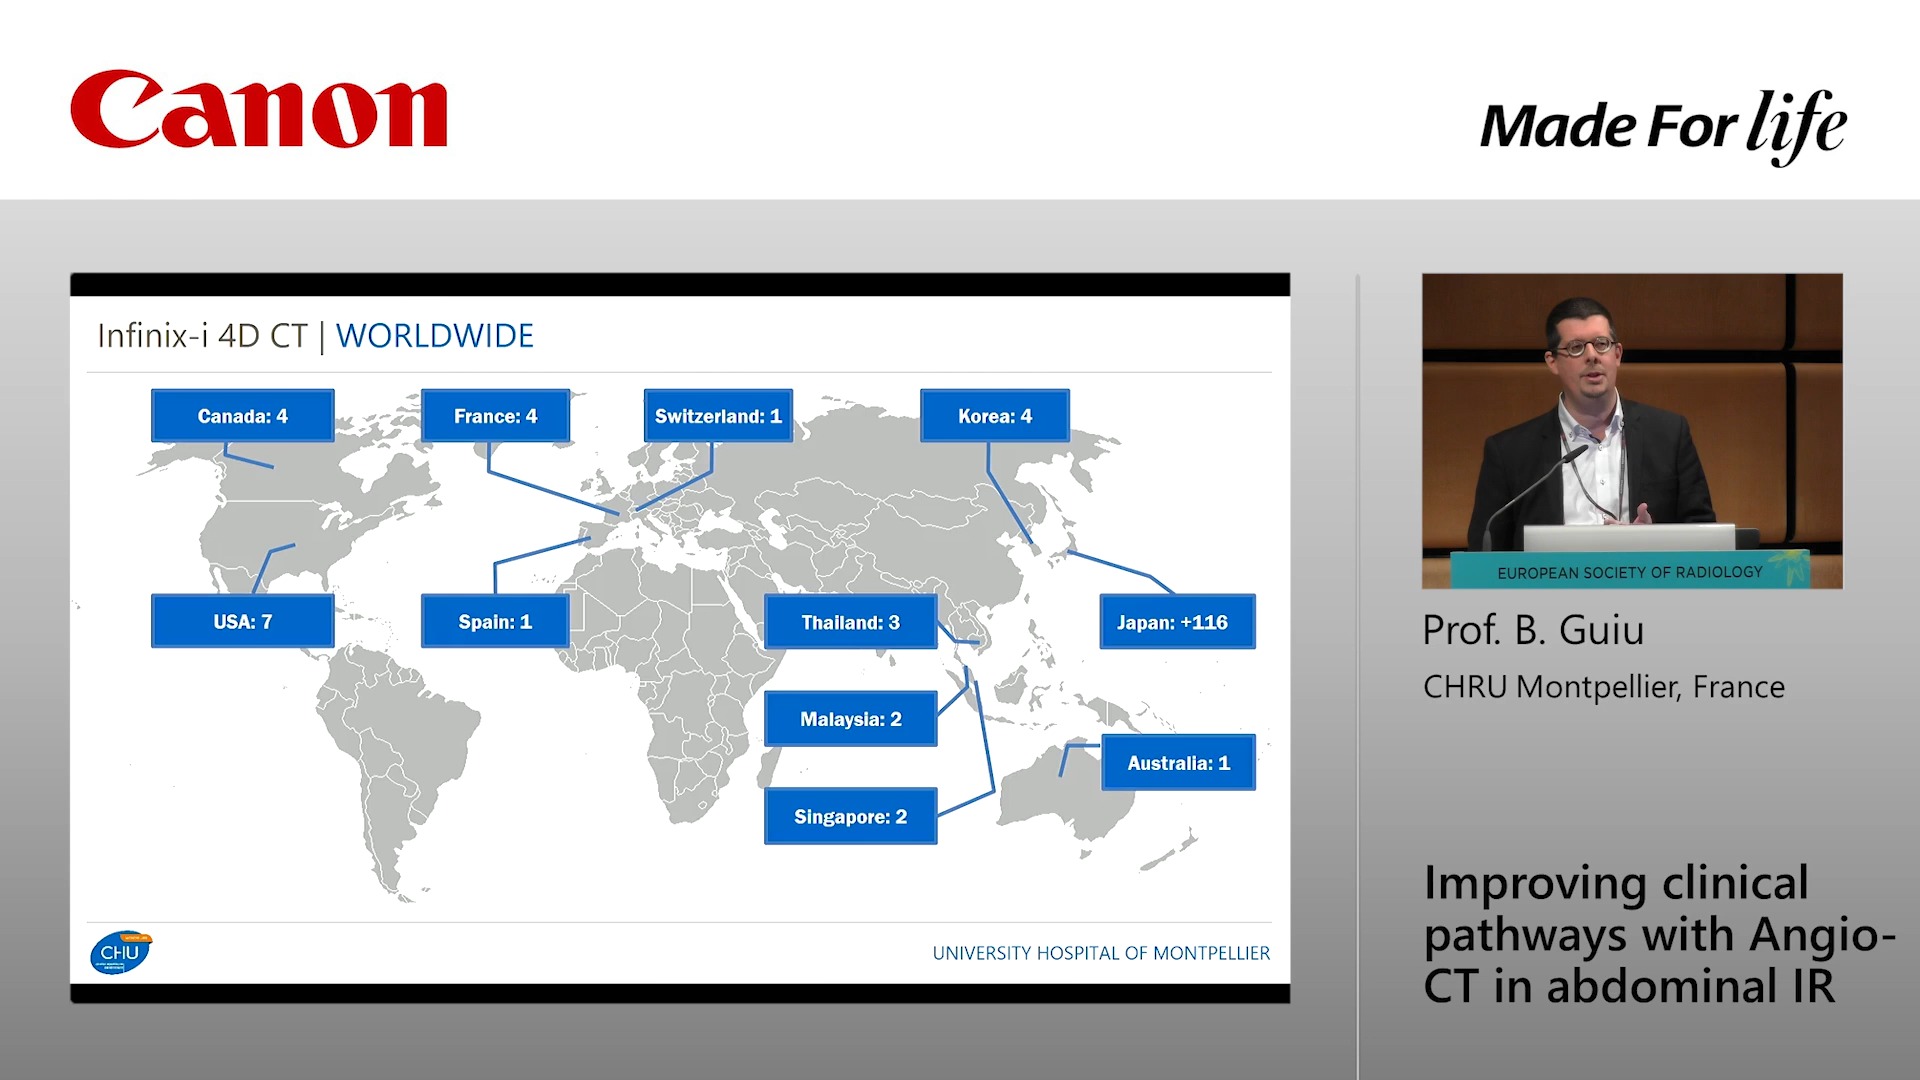 Canon
Made For life
Infinix-i 4D CT | WORLDWIDE
Canada: 4
France: 4
Switzerland: 1
Korea: 4
USA: 7
Spain: 1
Thailand: 3
Japan: +116
Malaysia: 2
Australia: 1
Singapore: 2
CHU
UNIVERSITY HOSPITAL OF MONTPELLIER
EUROPEAN SOCIETY OF RADIOLOGY
Prof. B. Guiu
CHRU Montpellier, France
Improving clinical
pathways with Angio-
CT in abdominal IR